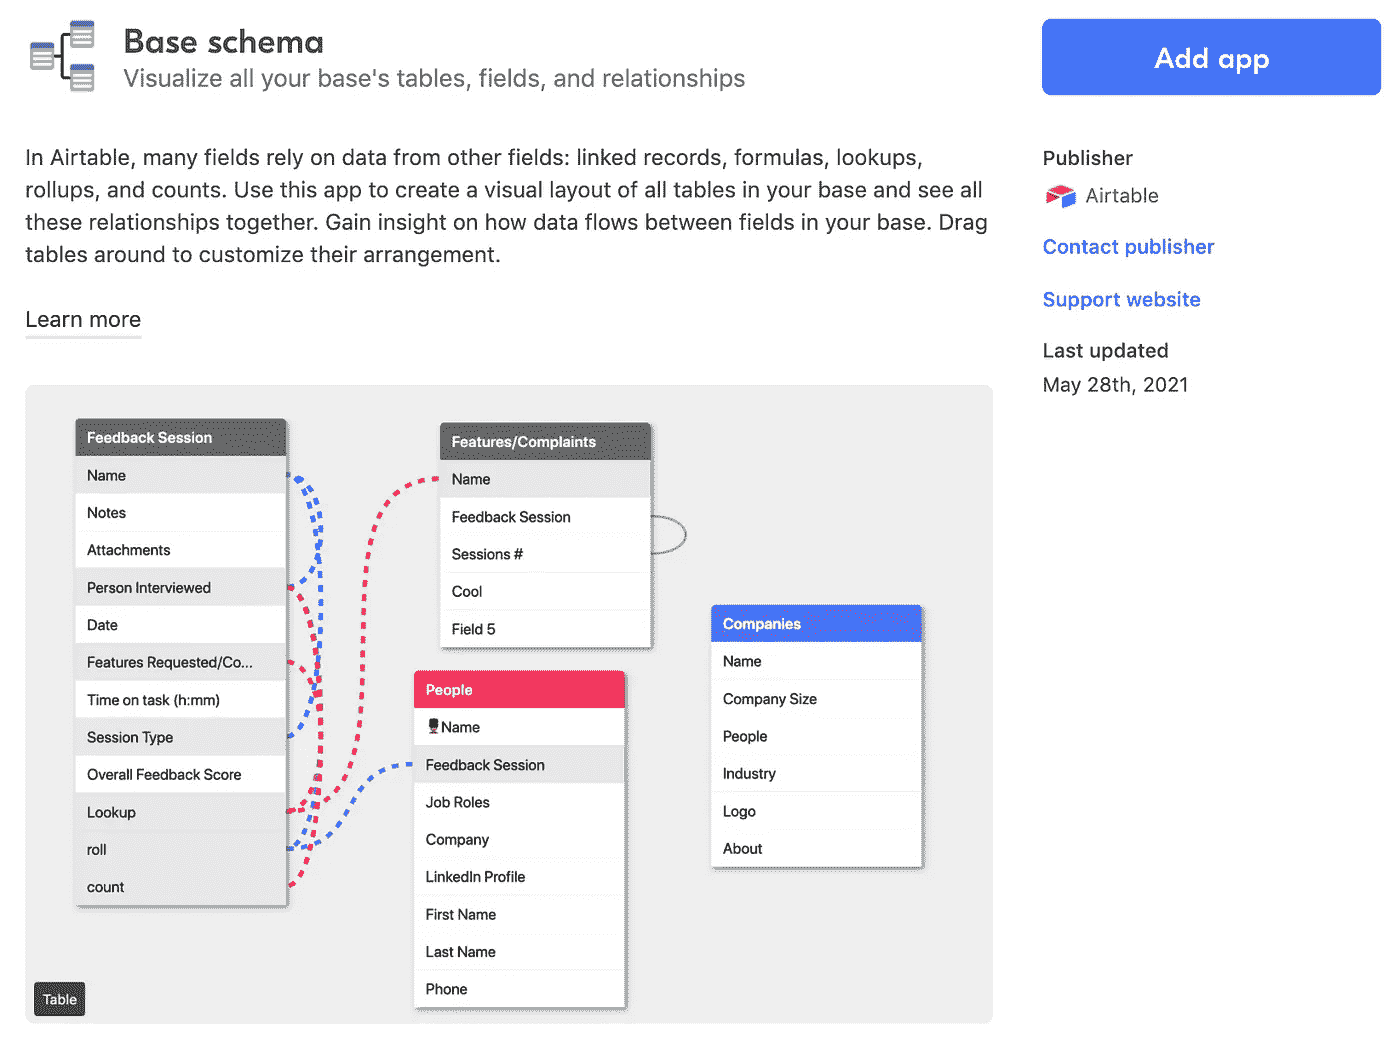 Base schema
Visualize all your base's tables, fields, and relationships
Add app
In Airtable, many fields rely on data from other fields: linked records, formulas, lookups,
rollups, and counts. Use this app to create a visual layout of all tables in your base and see all
these relationships together. Gain insight on how data flows between fields in your base. Drag
tables around to customize their arrangement.
Learn more
Publisher
Airtable
Contact publisher
Support website
Last updated
May 28th, 2021
Feedback Session
Name
Notes
Attachments
Person Interviewed
Date
Features Requested/Co...
Time on task (h:mm)
Session Type
Overall Feedback Score
Lookup
roll
count
Features/Complaints
Name
Feedback Session
Sessions #
Cool
Field 5
People
Name
Feedback Session
Job Roles
Company
LinkedIn Profile
First Name
Last Name
Phone
Companies
Name
Company Size
People
Industry
Logo
About
Table